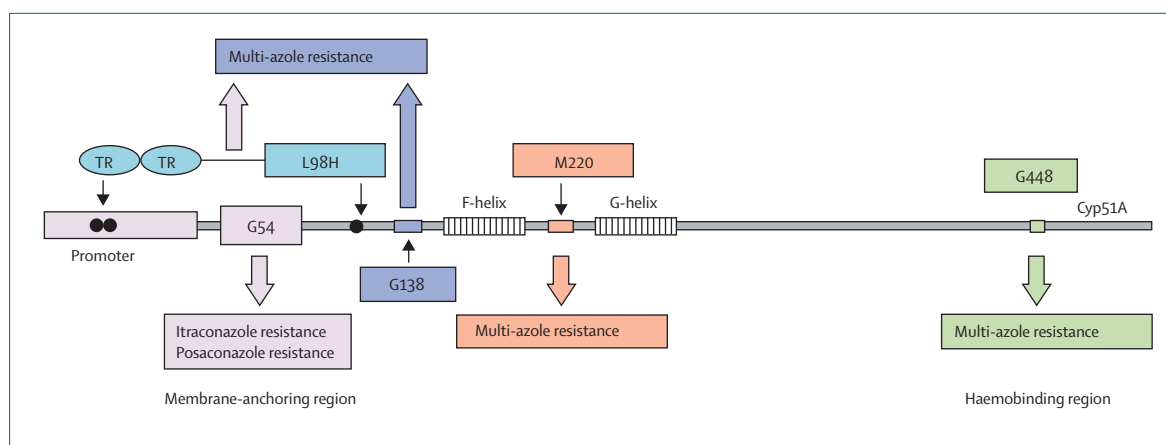 Multi-azole resistance
TR
TR
L98H
M220
G448
F-helix
G-helix
Cyp51A
G54
Promoter
G138
Itraconazole resistance
Posaconazole resistance
Multi-azole resistance
Multi-azole resistance
Membrane-anchoring region
Haemobinding region